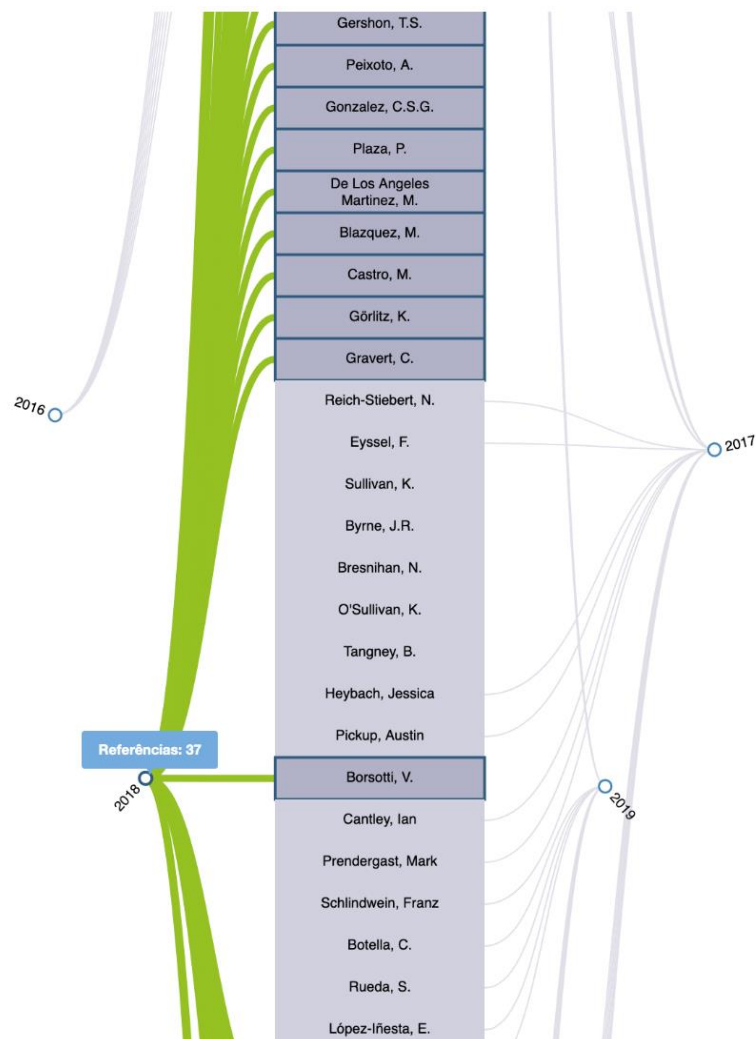 Gershon, T.S.
Peixoto, A.
Gonzalez, C.S.G.
Plaza, P.
De Los Angeles
Martinez, M.
Blazquez, M.
Castro, M.
Görlitz, K.
Gravert, C.
Reich-Stiebert, N.
2016
Eyssel, F.
2017
Sullivan, K.
Byrne, J.R.
Bresnihan, N.
O'Sullivan, K.
Tangney, B.
Heybach, Jessica
Pickup, Austin
Referências: 37
2018
Borsotti, V.
2019
Cantley, Ian
Prendergast, Mark
Schlindwein, Franz
Botella, C.
Rueda, S.
López-Iñesta, E.